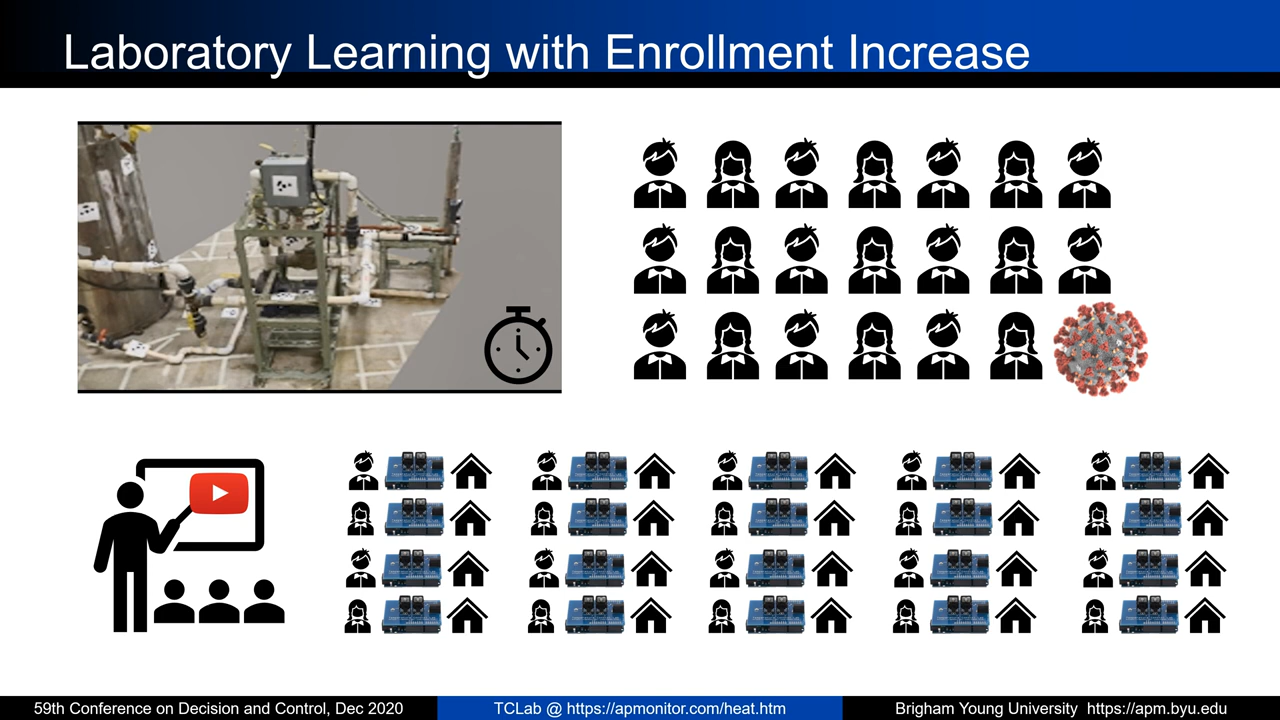 Laboratory Learning with Enrollment Increase
59th Conference on Decision and Control, Dec 2020
TCLab @ https://apmonitor.com/heat.htm
Brigham Young University https://apm.byu.edu